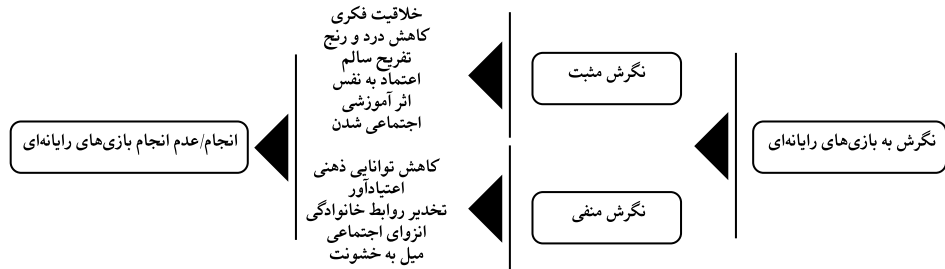 نگرش به بازی‌های رایانه‌ای
نگرش مثبت
خلاقیت فکری
کاهش درد و رنج
تفریح سالم
اعتماد به نفس
اثر آموزشی
اجتماعی شدن
نگرش منفی
کاهش توانایی ذهنی
اعتیادآور
تخدیر روابط خانوادگی
انزوای اجتماعی
میل به خشونت
انجام/عدم انجام بازی‌های رایانه‌ای